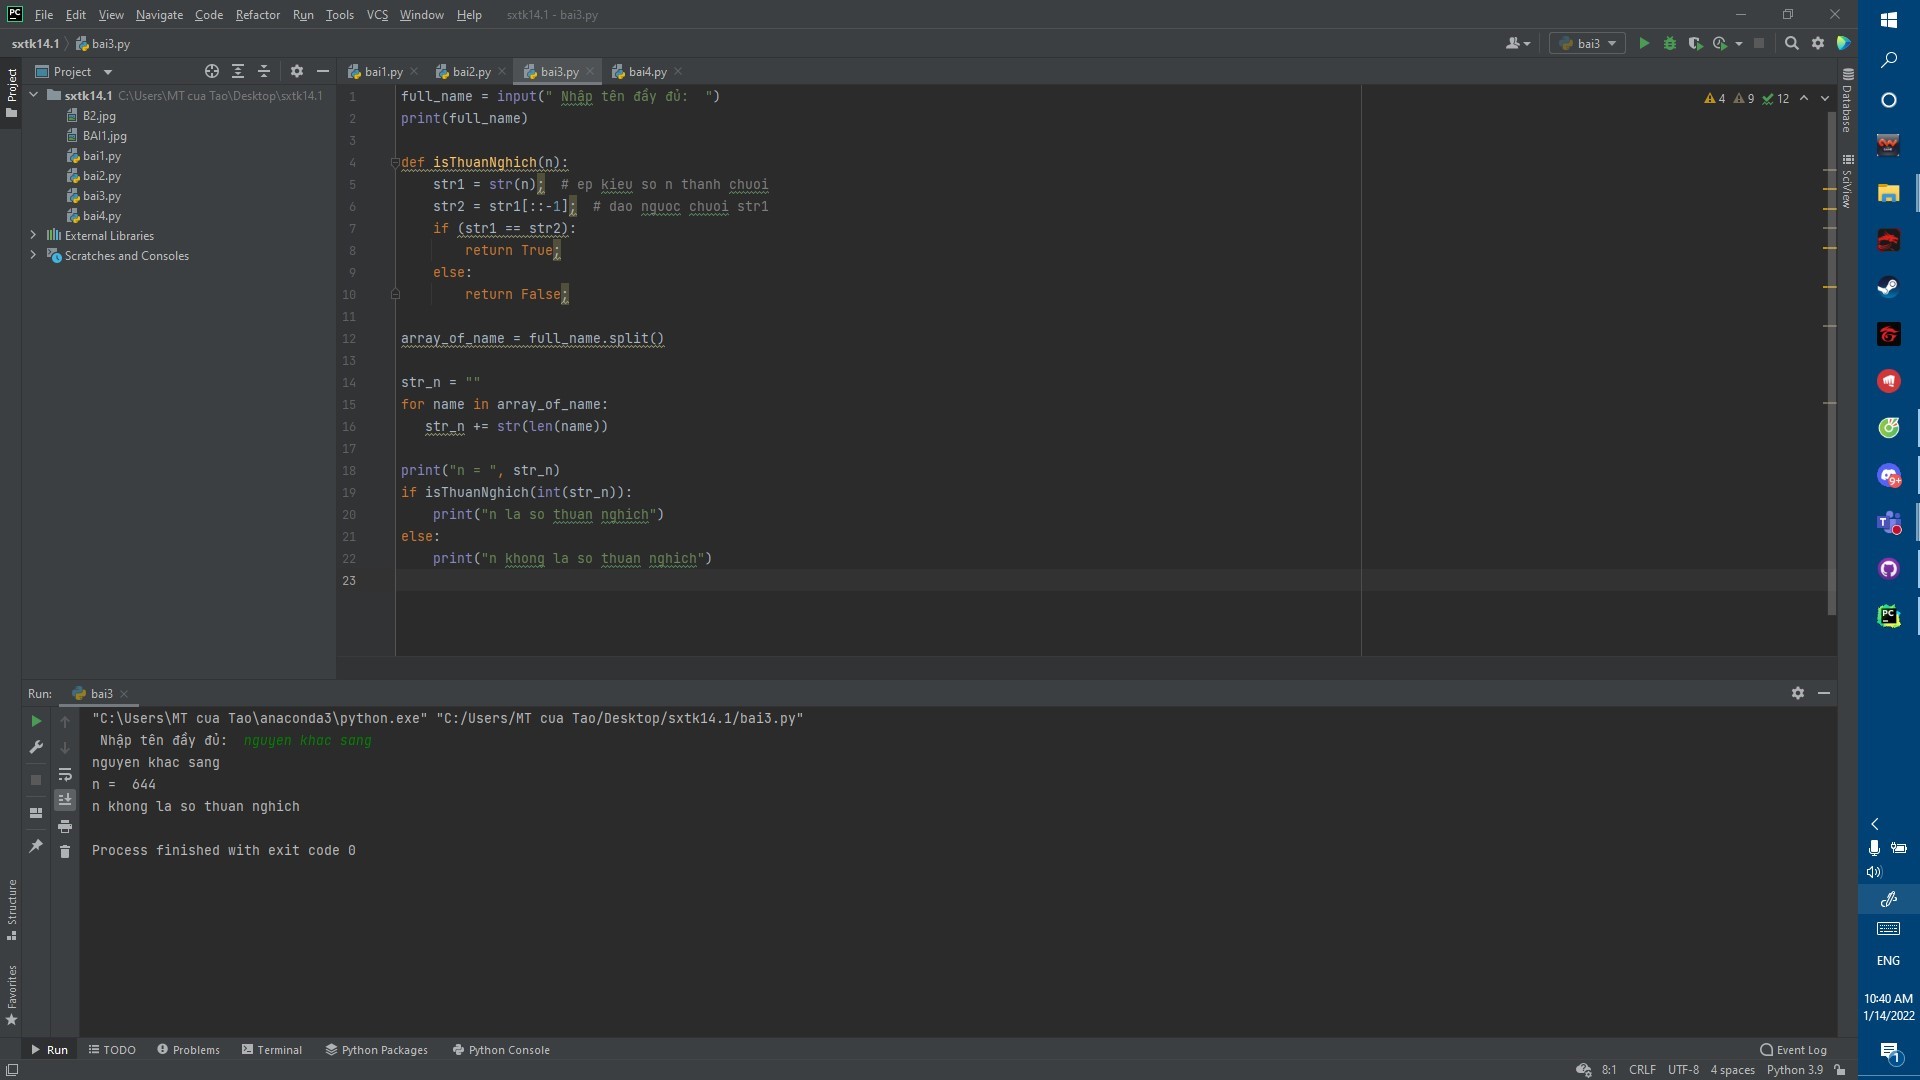 PC File Edit View Navigate Code Refactor Run Tools VCS Window Help sxtk14.1 - bai3.py
sxtk14.1 bai3.py bai3
Project
Project
bai1.py bai2.py bai3.py bai4.py
sxtk14.1 C:\Users\MT cua Tao\Desktop\sxtk14.1
B2.jpg
BAI1.jpg
bai1.py
bai2.py
bai3.py
bai4.py
External Libraries
Scratches and Consoles
4 9 12
1 full_name = input(" Nhập tên đầy đủ:  ")
2 print(full_name)
3
4 def isThuanNghich(n):
5     str1 = str(n);  # ep kieu so n thanh chuoi
6     str2 = str1[::-1];  # dao nguoc chuoi str1
7     if (str1 == str2):
8         return True;
9     else:
10         return False;
11
12 array_of_name = full_name.split()
13
14 str_n = ""
15 for name in array_of_name:
16    str_n += str(len(name))
17
18 print("n = ", str_n)
19 if isThuanNghich(int(str_n)):
20     print("n la so thuan nghich")
21 else:
22     print("n khong la so thuan nghich")
23
Database
SciView
Run: bai3
"C:\Users\MT cua Tao\anaconda3\python.exe" "C:/Users/MT cua Tao/Desktop/sxtk14.1/bai3.py"
 Nhập tên đầy đủ:  nguyen khac sang
nguyen khac sang
n =  644
n khong la so thuan nghich
Process finished with exit code 0
Structure
Favorites
Run TODO Problems Terminal Python Packages Python Console Event Log
8:1 CRLF UTF-8 4 spaces Python 3.9
9+
T
PC
ENG
10:40 AM
1/14/2022
1